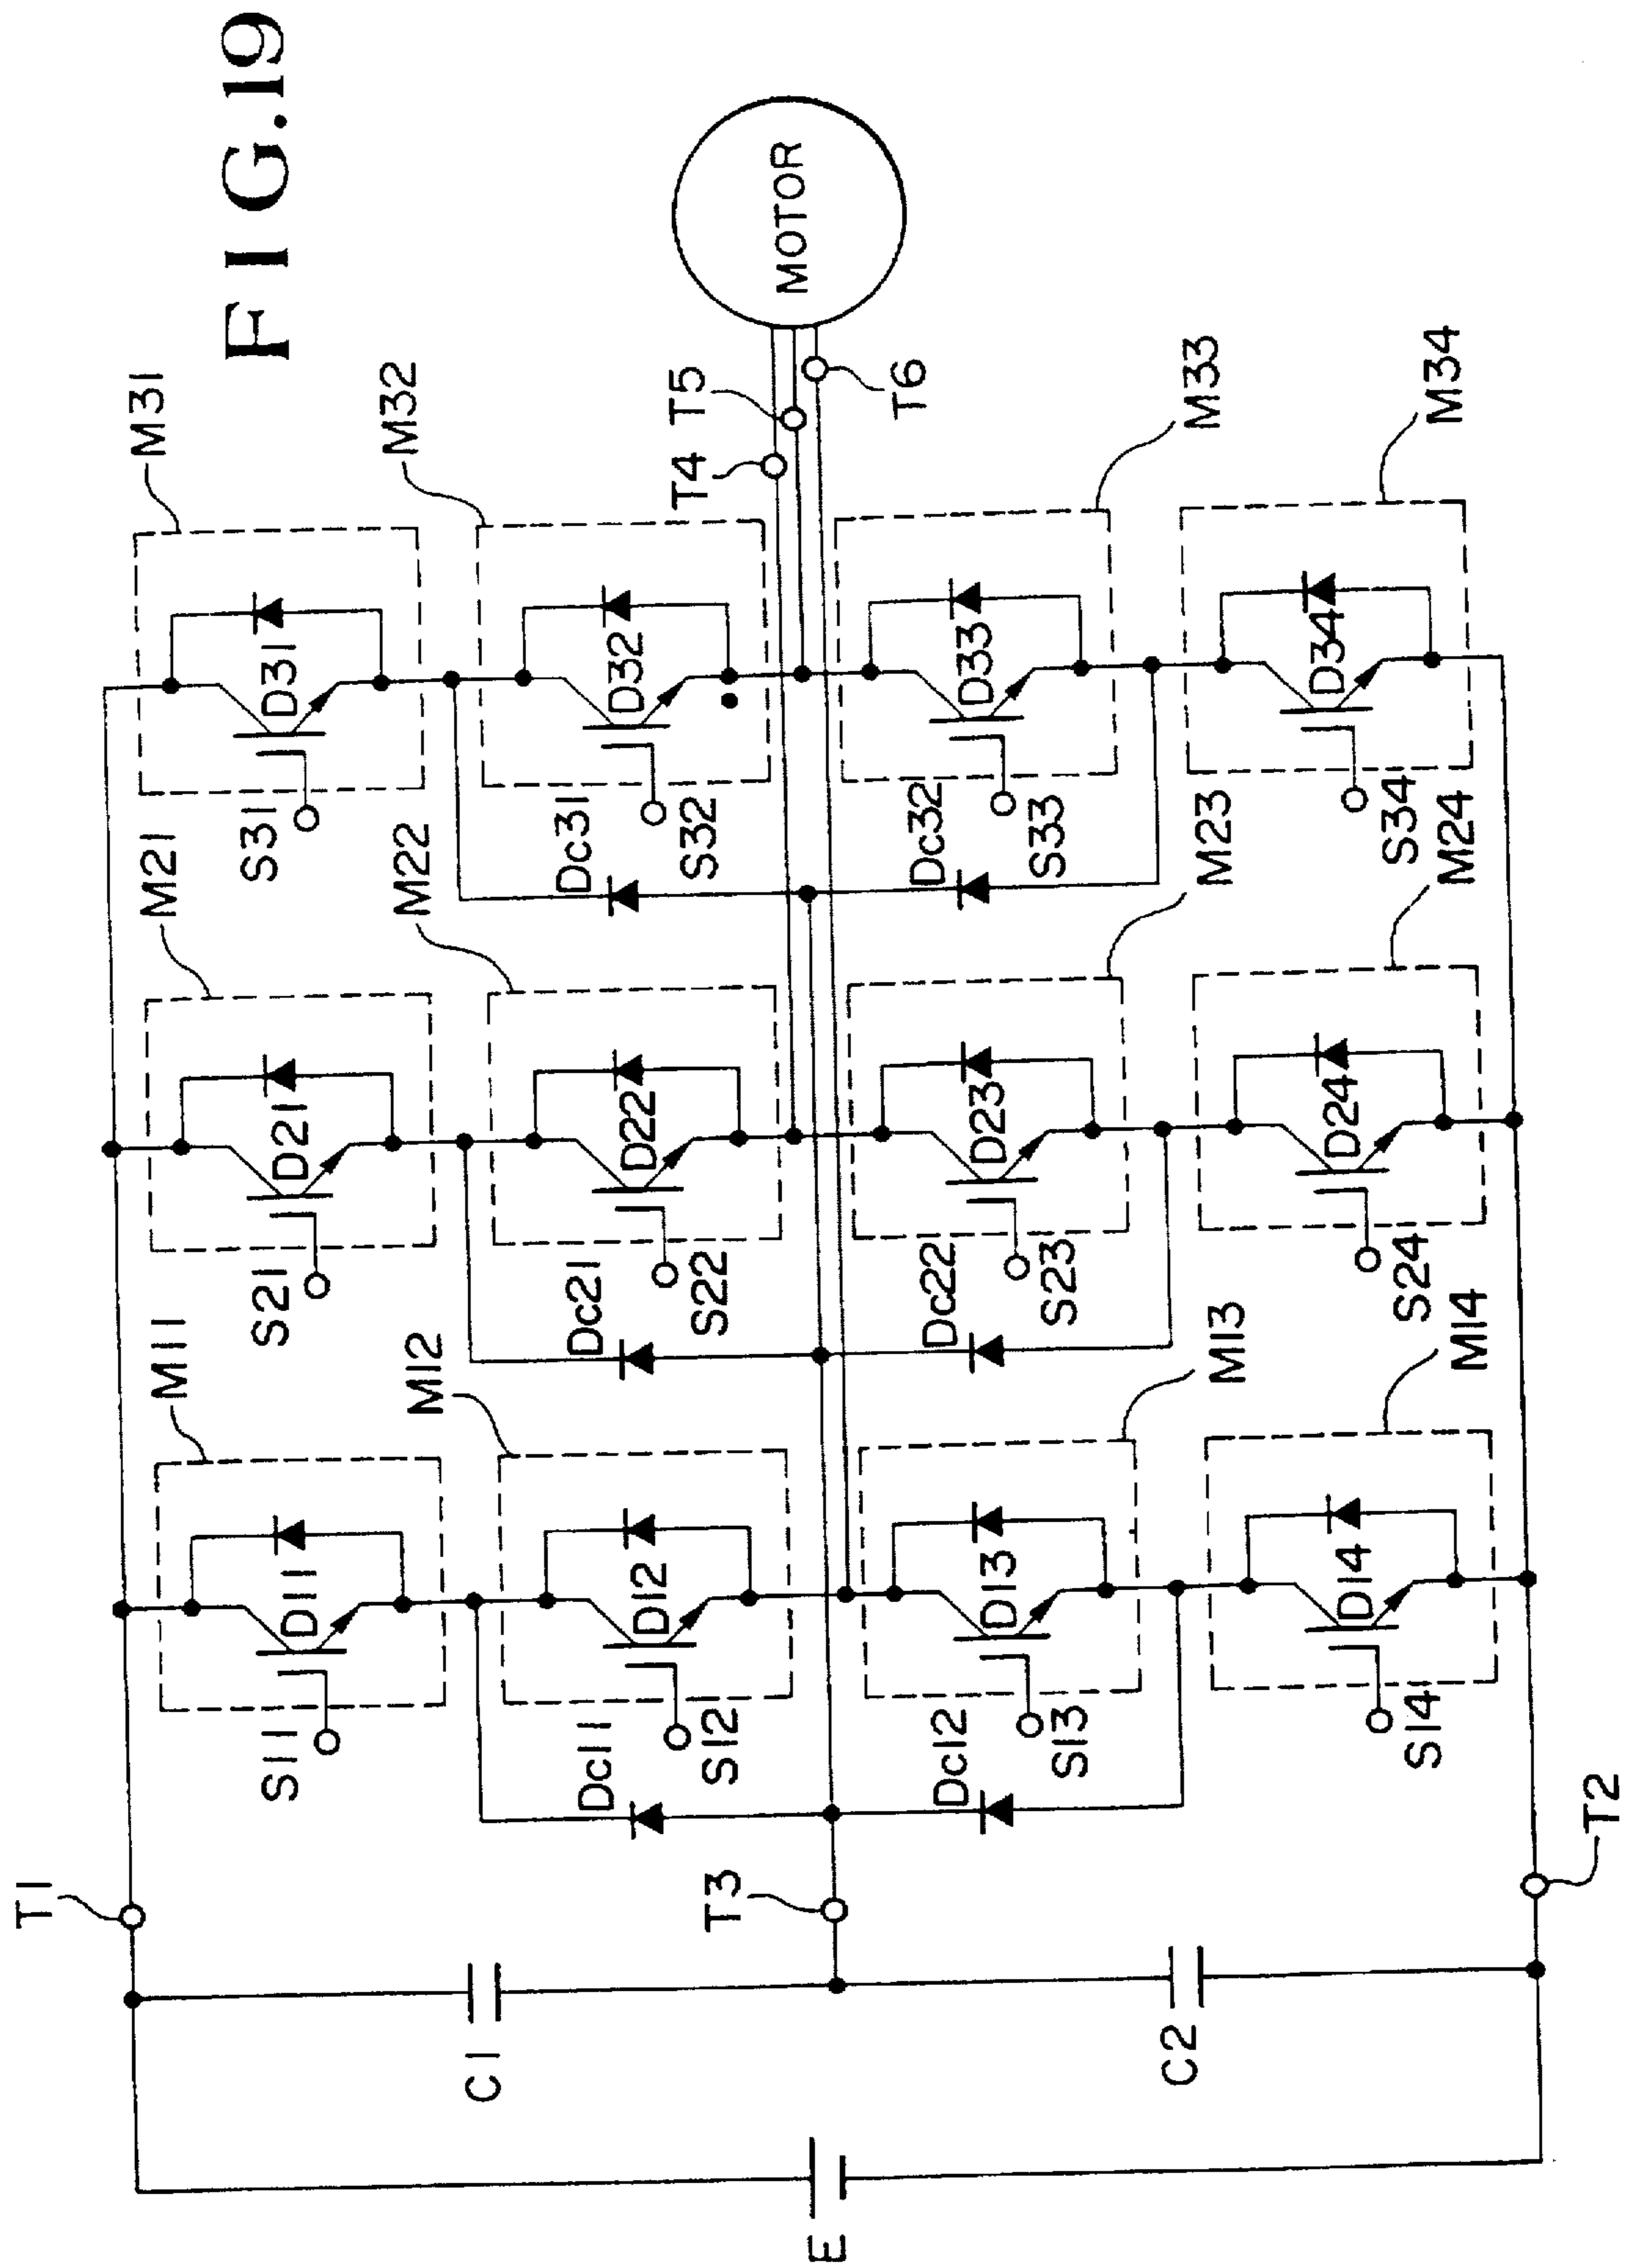 FIG.19
T1
T3
T2
E
C1
C2
M11
M12
M13
M14
D11
D12
D13
D14
S11
S12
S13
S14
Dc11
Dc12
M21
M22
M23
M24
D21
D22
D23
D24
S21
S22
S23
S24
Dc21
Dc22
M31
M32
M33
M34
D31
D32
D33
D34
S31
S32
S33
S34
Dc31
Dc32
T4
T5
T6
MOTOR